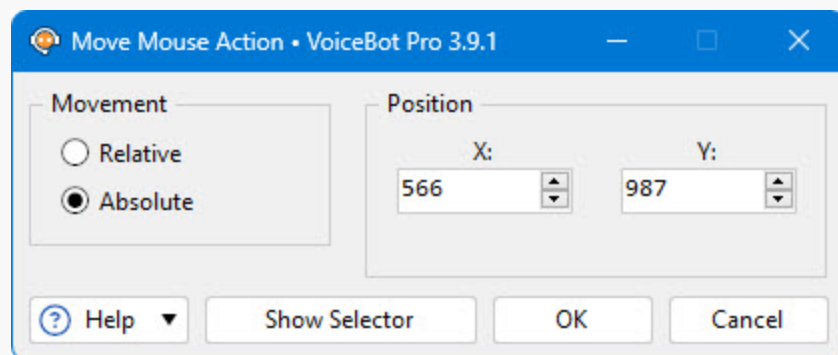 Move Mouse Action • VoiceBot Pro 3.9.1
Movement
Relative
Absolute
Position
X:
566
Y:
987
? Help
Show Selector
OK
Cancel